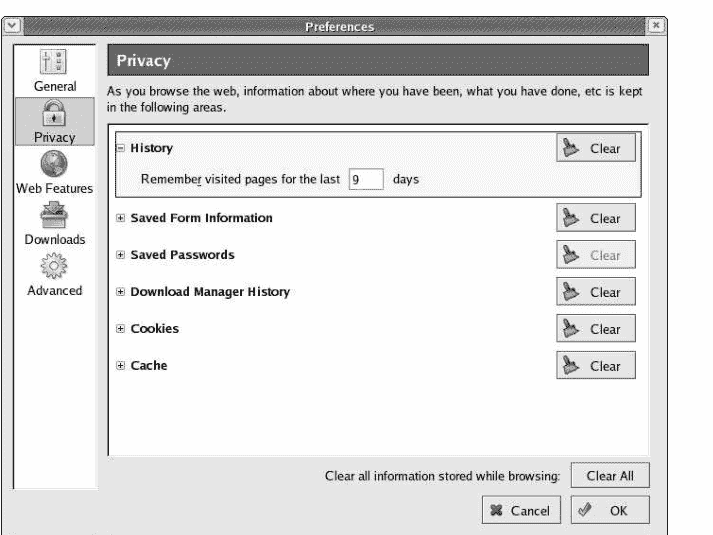 Preferences
General
Privacy
Web Features
Downloads
Advanced
Privacy
As you browse the web, information about where you have been, what you have done, etc is kept
in the following areas.
History
Clear
Remember visited pages for the last 9 days
Saved Form Information
Clear
Saved Passwords
Clear
Download Manager History
Clear
Cookies
Clear
Cache
Clear
Clear all information stored while browsing:
Clear All
Cancel
OK